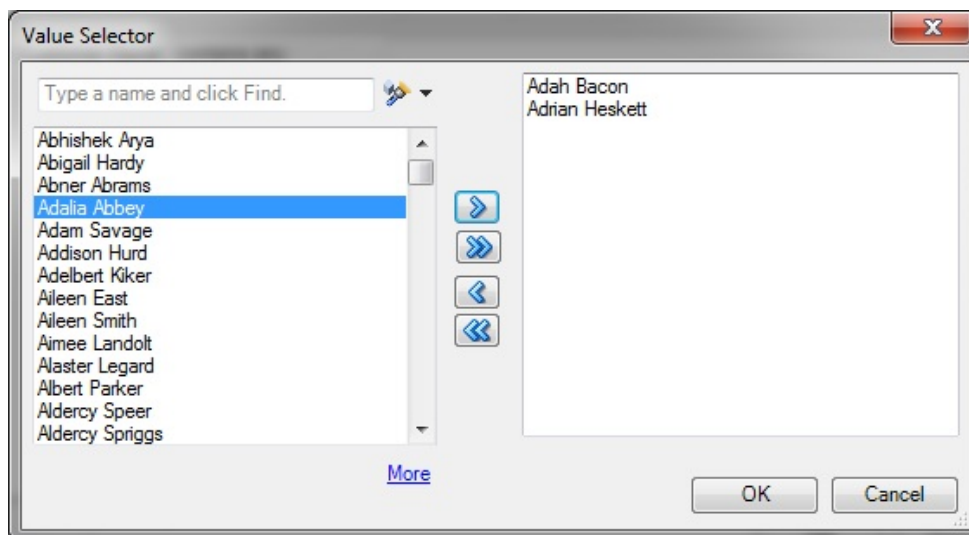 Value Selector
Type a name and click Find.
Abhishek Arya
Abigail Hardy
Abner Abrams
Adalia Abbey
Adam Savage
Addison Hurd
Adelbert Kiker
Aileen East
Aileen Smith
Aimee Landolt
Alaster Legard
Albert Parker
Aldercy Speer
Aldercy Spriggs
More
Adah Bacon
Adrian Heskett
OK
Cancel